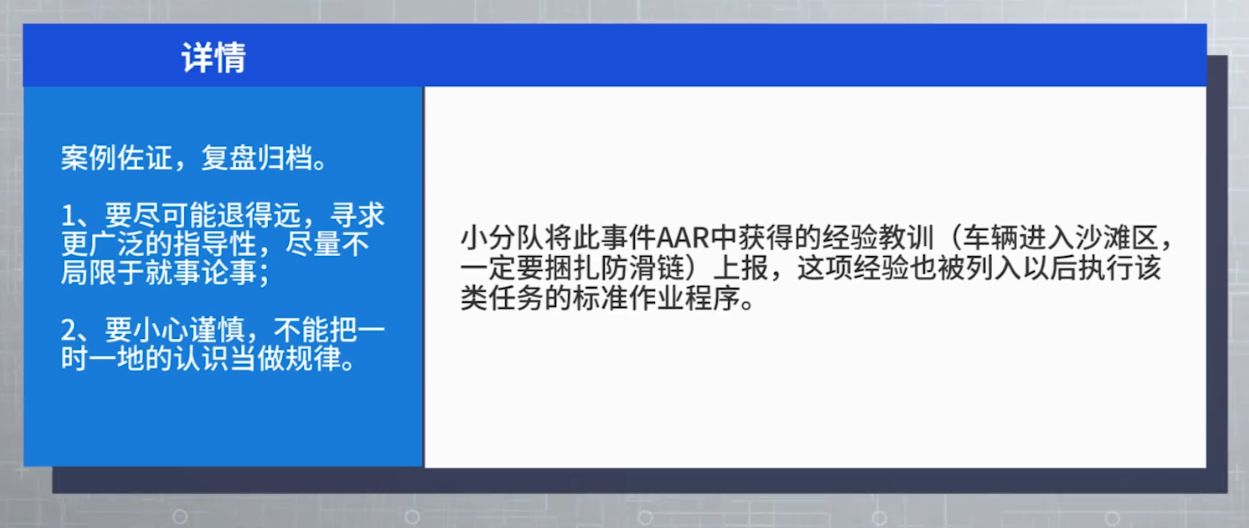 详情
案例佐证，复盘归档。
1、要尽可能退得远，寻求
更广泛的指导性，尽量不
局限于就事论事；
2、要小心谨慎，不能把一
时一地的认识当做规律。
小分队将此事件AAR中获得的经验教训（车辆进入沙滩区，
一定要捆扎防滑链）上报，这项经验也被列入以后执行该
类任务的标准作业程序。